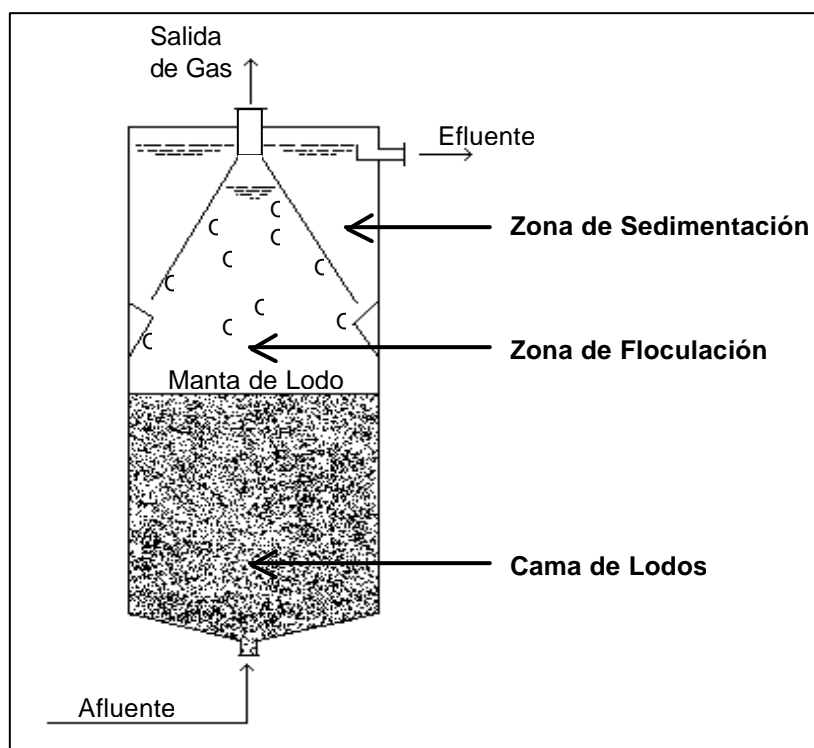 Salida
de Gas
Efluente
Zona de Sedimentación
Zona de Floculación
Manta de Lodo
Cama de Lodos
Afluente